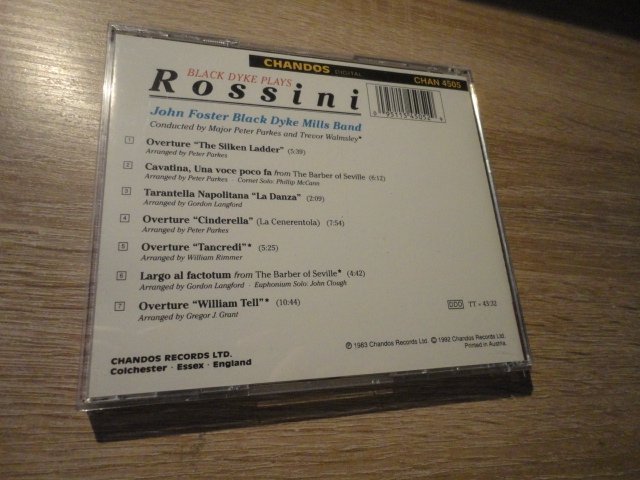 CHANDOS DIGITAL
CHAN 4505
BLACK DYKE PLAYS
Rossini
John Foster Black Dyke Mills Band
Conducted by Major Peter Parkes and Trevor Walmsley*
1 Overture "The Silken Ladder" (5:39)
Arranged by Peter Parkes
2 Cavatina, Una voce poco fa from The Barber of Seville (6:12)
Arranged by Peter Parkes - Cornet Solo: Phillip McCann
3 Tarantella Napolitana "La Danza" (2:09)
Arranged by Gordon Langford
4 Overture "Cinderella" (La Cenerentola) (7:54)
Arranged by Peter Parkes
5 Overture "Tancredi"* (5:25)
Arranged by William Rimmer
6 Largo al factotum from The Barber of Seville* (4:42)
Arranged by Gordon Langford - Euphonium Solo: John Clough
7 Overture "William Tell"* (10:44)
Arranged by Gregor J. Grant
DDD TT = 43:32
℗ 1983 Chandos Records Ltd. © 1992 Chandos Records Ltd.
Printed in Austria.
CHANDOS RECORDS LTD.
Colchester · Essex · England